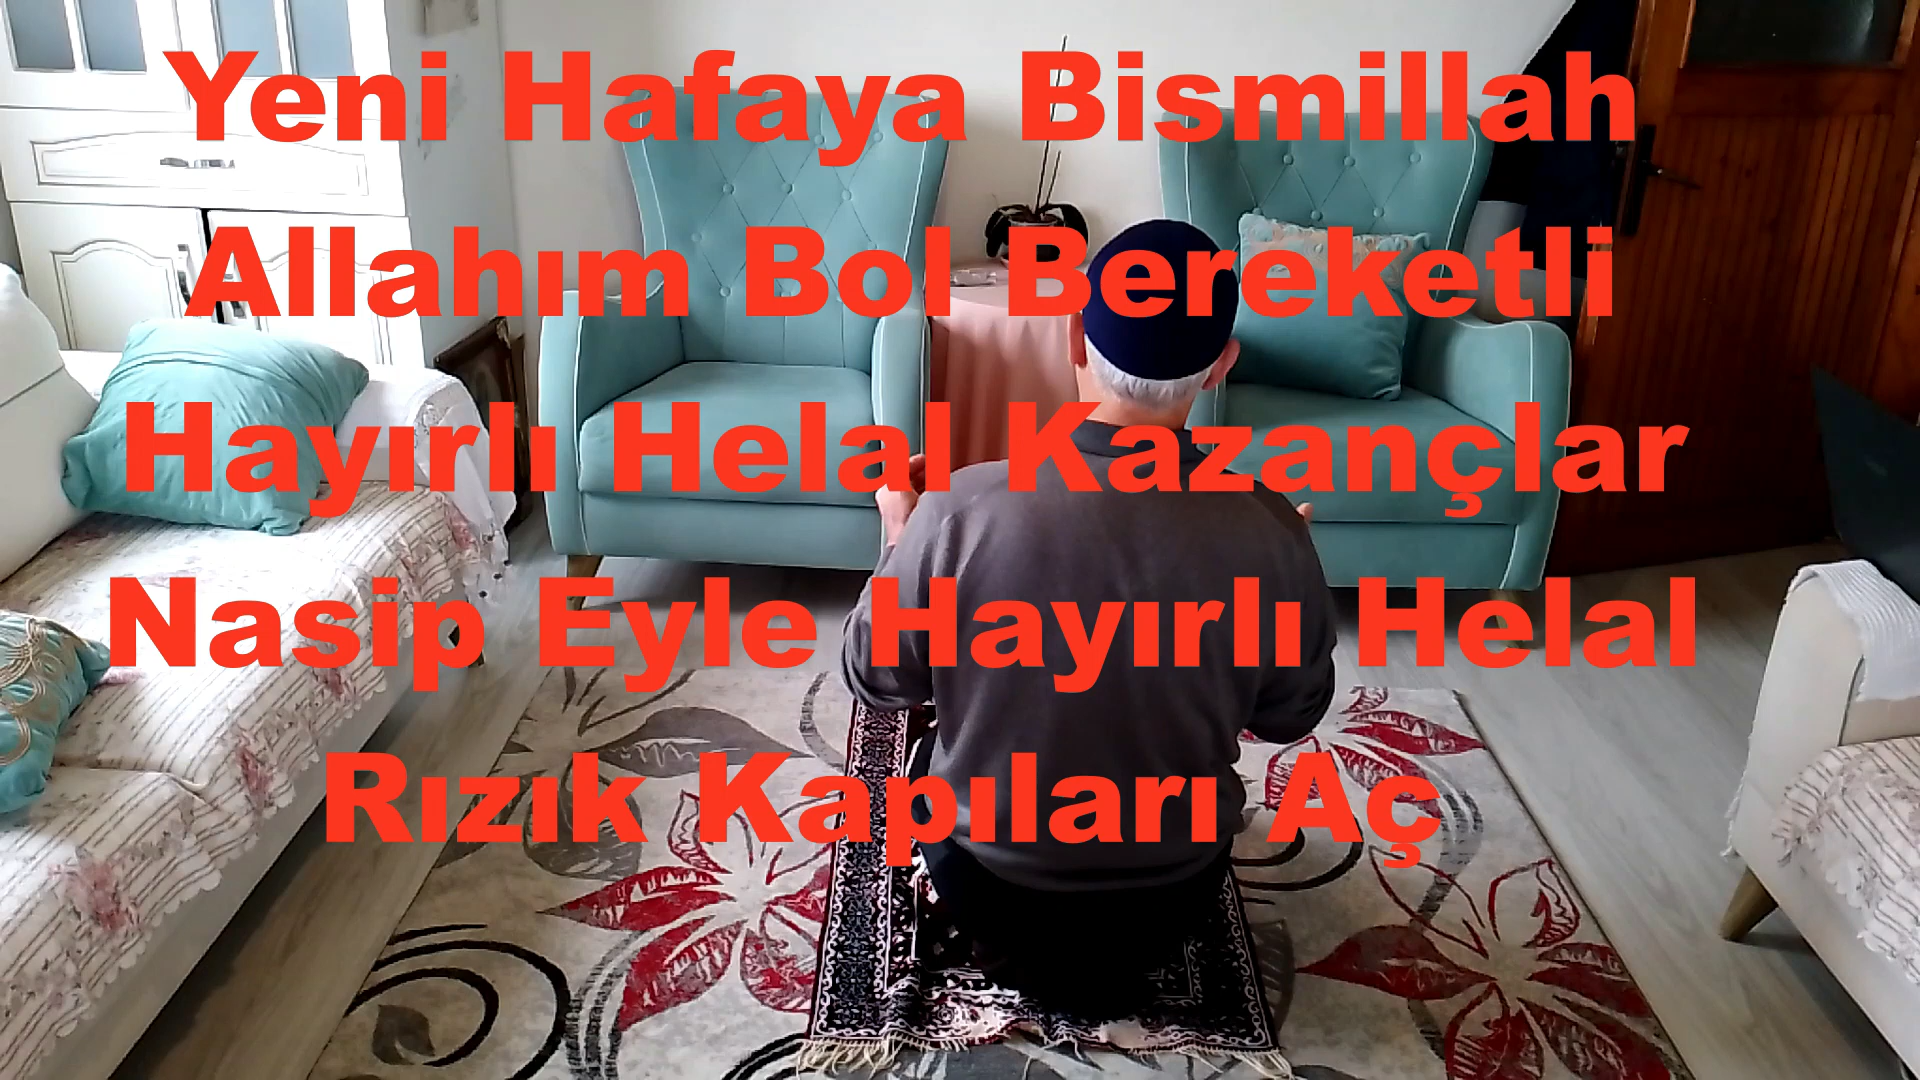 Yeni Hafaya Bismillah
Allahım Bol Bereketli
Hayırlı Helal Kazançlar
Nasip Eyle Hayırlı Helal
Rızık Kapıları Aç